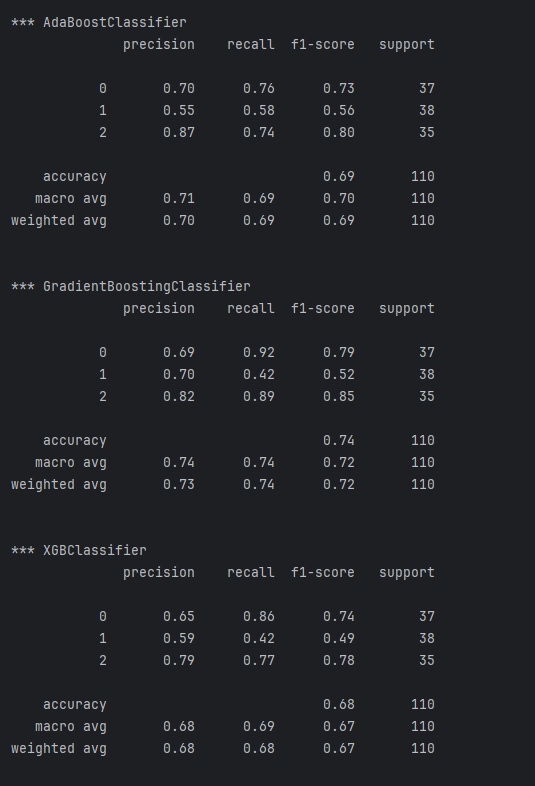 *** AdaBoostClassifier
              precision    recall  f1-score   support

           0       0.70      0.76      0.73        37
           1       0.55      0.58      0.56        38
           2       0.87      0.74      0.80        35

    accuracy                           0.69       110
   macro avg       0.71      0.69      0.70       110
weighted avg       0.70      0.69      0.69       110

*** GradientBoostingClassifier
              precision    recall  f1-score   support

           0       0.69      0.92      0.79        37
           1       0.70      0.42      0.52        38
           2       0.82      0.89      0.85        35

    accuracy                           0.74       110
   macro avg       0.74      0.74      0.72       110
weighted avg       0.73      0.74      0.72       110

*** XGBClassifier
              precision    recall  f1-score   support

           0       0.65      0.86      0.74        37
           1       0.59      0.42      0.49        38
           2       0.79      0.77      0.78        35

    accuracy                           0.68       110
   macro avg       0.68      0.69      0.67       110
weighted avg       0.68      0.68      0.67       110